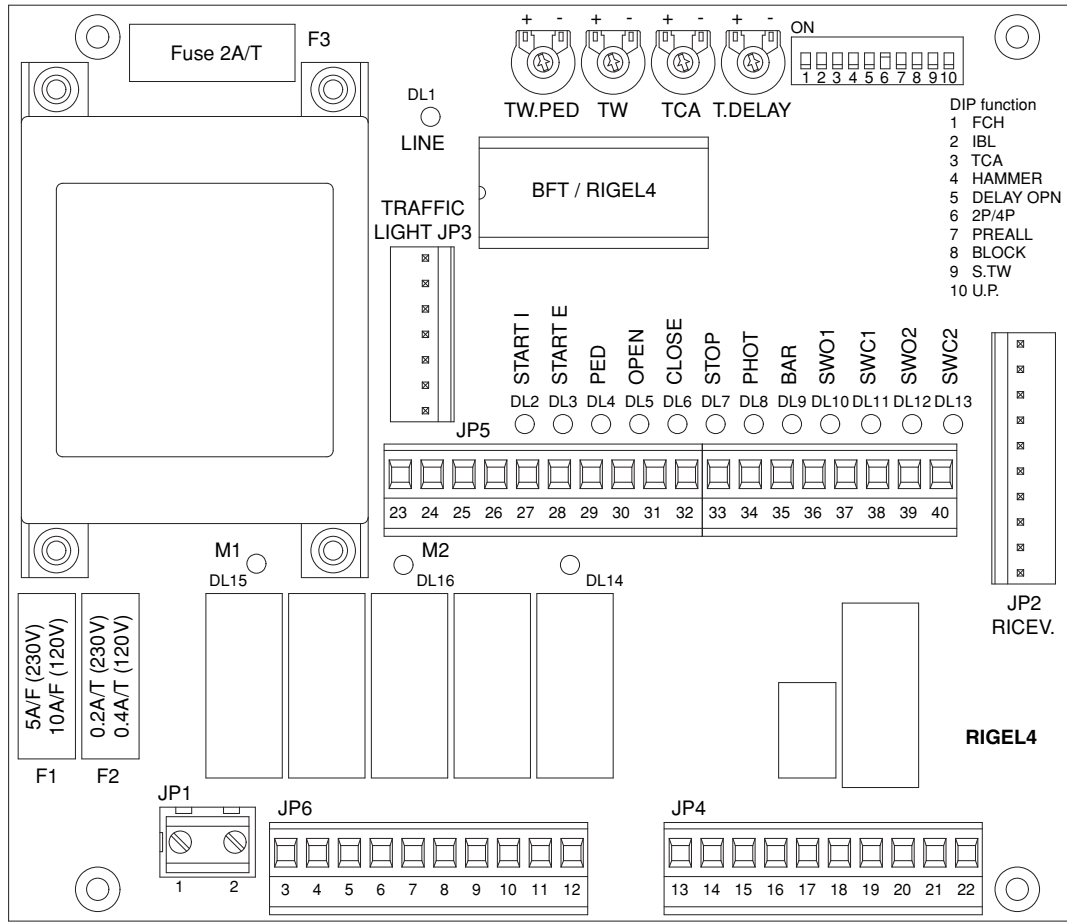 Fuse 2A/T
F3
DL1
LINE
+ - + - + - + -
TW.PED TW TCA T.DELAY
ON
1 2 3 4 5 6 7 8 9 10
DIP function
1 FCH
2 IBL
3 TCA
4 HAMMER
5 DELAY OPN
6 2P/4P
7 PREALL
8 BLOCK
9 S.TW
10 U.P.
BFT / RIGEL4
TRAFFIC
LIGHT JP3
START I
START E
PED
OPEN
CLOSE
STOP
PHOT
BAR
SWO1
SWC1
SWO2
SWC2
DL2 DL3 DL4 DL5 DL6 DL7 DL8 DL9 DL10 DL11 DL12 DL13
JP5
23 24 25 26 27 28 29 30 31 32 33 34 35 36 37 38 39 40
JP2
RICEV.
M1
DL15
M2
DL16
DL14
5A/F (230V)
10A/F (120V)
0.2A/T (230V)
0.4A/T (120V)
F1
F2
RIGEL4
JP1
1 2
JP6
3 4 5 6 7 8 9 10 11 12
JP4
13 14 15 16 17 18 19 20 21 22